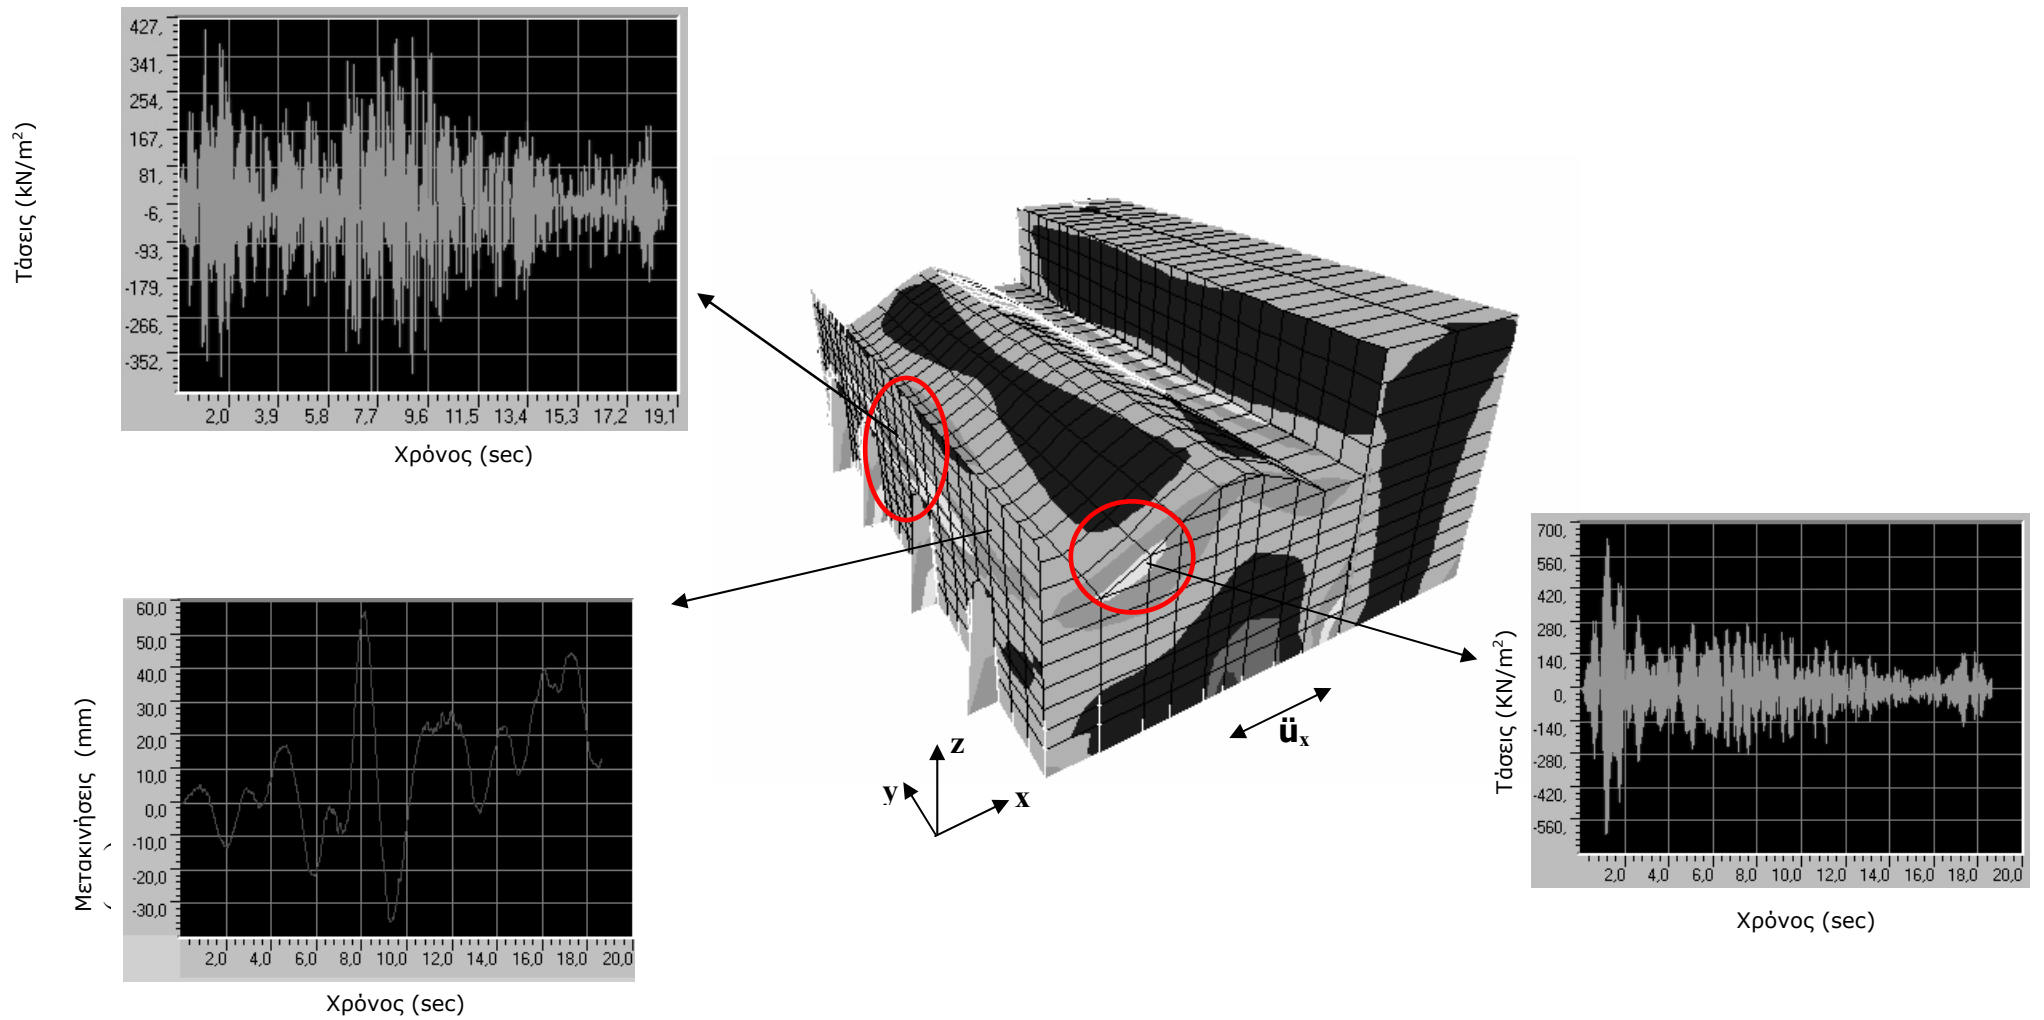 427,
341,
254,
167,
81,
-6,
-93,
-179,
-266,
-352,
2,0 3,9 5,8 7,7 9,6 11,5 13,4 15,3 17,2 19,1
Τάσεις (kN/m²)
Χρόνος (sec)
60,0
50,0
40,0
30,0
20,0
10,0
0,0
-10,0
-20,0
-30,0
2,0 4,0 6,0 8,0 10,0 12,0 14,0 16,0 18,0 20,0
Μετακινήσεις (mm)
Χρόνος (sec)
z
y
x
üx
700,
560,
420,
280,
140,
0,
-140,
-280,
-420,
-560,
2,0 4,0 6,0 8,0 10,0 12,0 14,0 16,0 18,0 20,0
Τάσεις (KN/m²)
Χρόνος (sec)